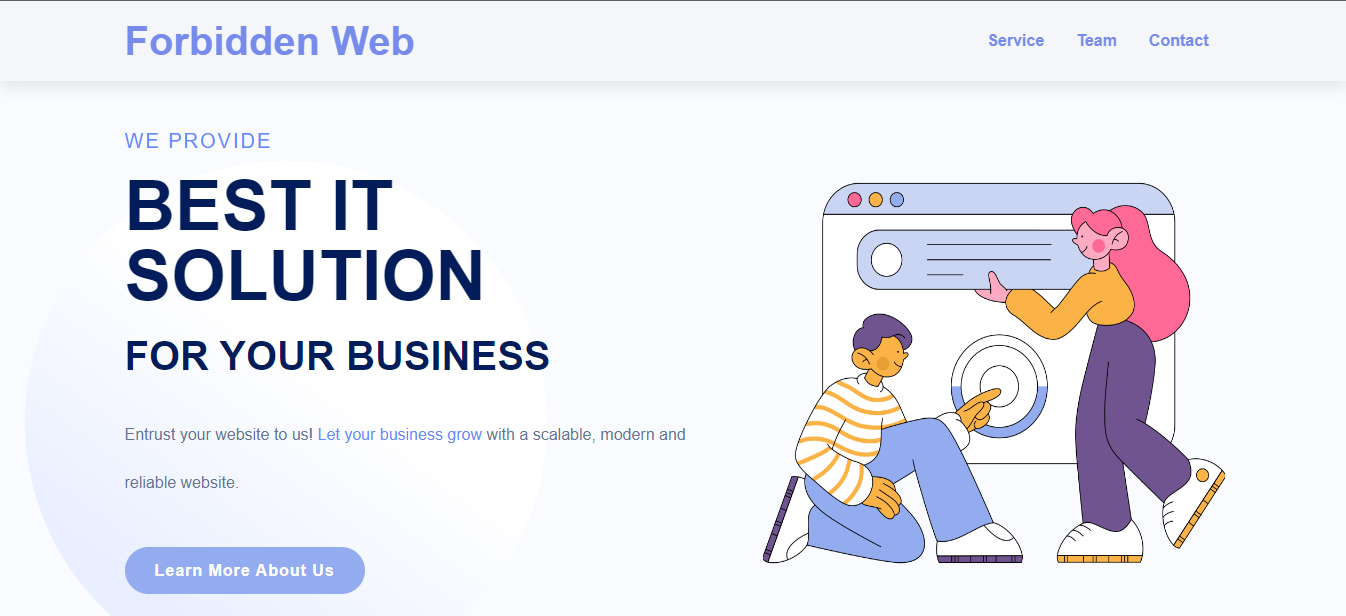 Forbidden Web
Service Team Contact
WE PROVIDE
BEST IT
SOLUTION
FOR YOUR BUSINESS
Entrust your website to us! Let your business grow with a scalable, modern and
reliable website.
Learn More About Us